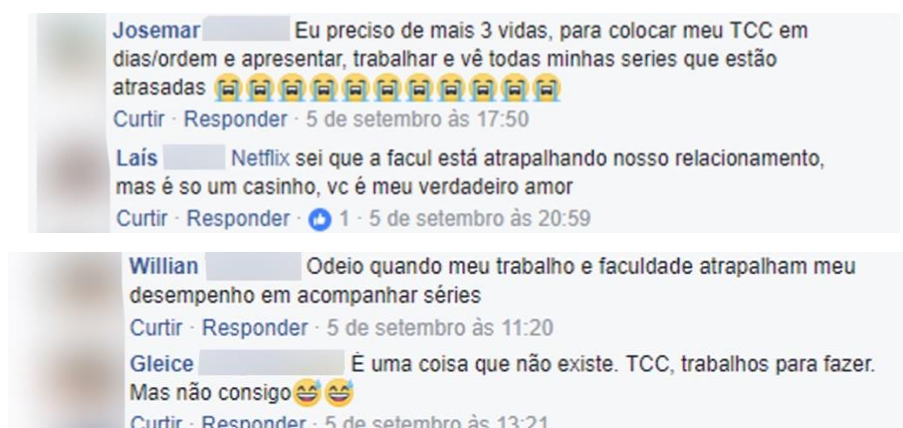 Josemar Eu preciso de mais 3 vidas, para colocar meu TCC em
dias/ordem e apresentar, trabalhar e vê todas minhas series que estão
atrasadas 😭😭😭😭😭😭😭😭😭😭😭
Curtir · Responder · 5 de setembro às 17:50
Laís Netflix sei que a facul está atrapalhando nosso relacionamento,
mas é so um casinho, vc é meu verdadeiro amor
Curtir · Responder · 1 · 5 de setembro às 20:59
Willian Odeio quando meu trabalho e faculdade atrapalham meu
desempenho em acompanhar séries
Curtir · Responder · 5 de setembro às 11:20
Gleice É uma coisa que não existe. TCC, trabalhos para fazer.
Mas não consigo😅😅
Curtir · Responder · 5 de setembro às 13:21